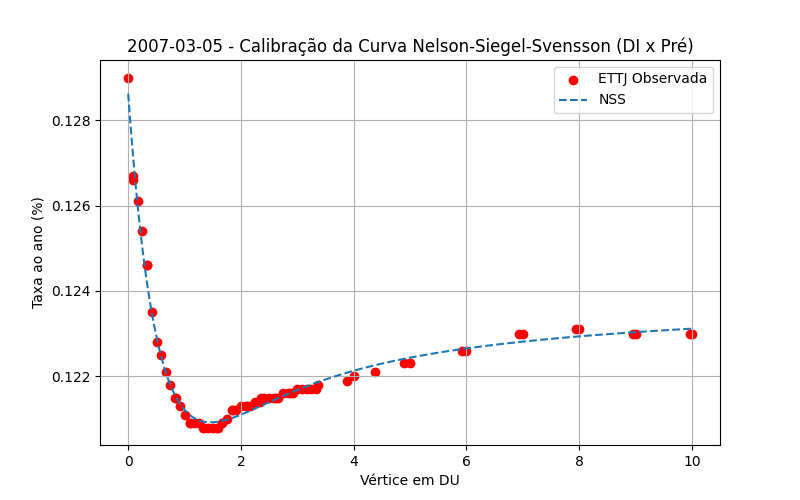 2007-03-05 - Calibração da Curva Nelson-Siegel-Svensson (DI x Pré)
ETTJ Observada
NSS
Taxa ao ano (%)
0.128
0.126
0.124
0.122
0 2 4 6 8 10
Vértice em DU